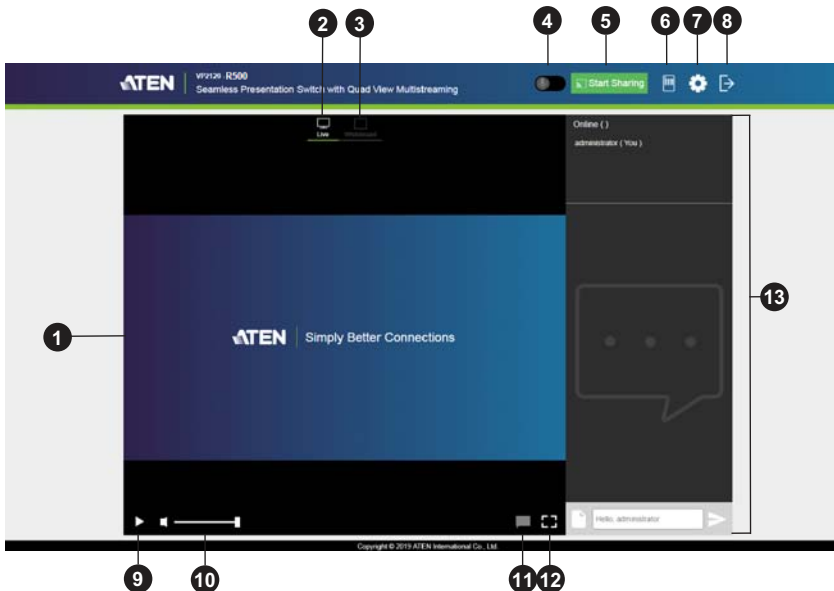 2
3
4
5
6
7
8
ATEN
VP2120 -R500
Seamless Presentation Switch with Quad View Multistreaming
Start Sharing
Live
Whiteboard
Online ( )
administrator ( You )
1
ATEN
Simply Better Connections
13
Hello, administrator
Copyright © 2019 ATEN International Co., Ltd.
9
10
11
12